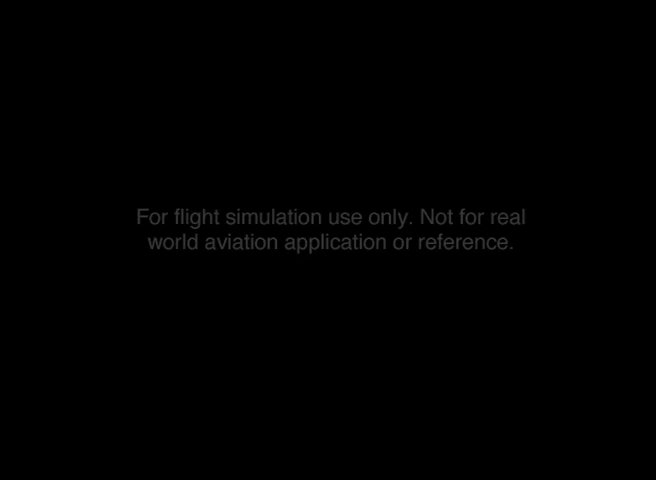 For flight simulation use only. Not for real
world aviation application or reference.